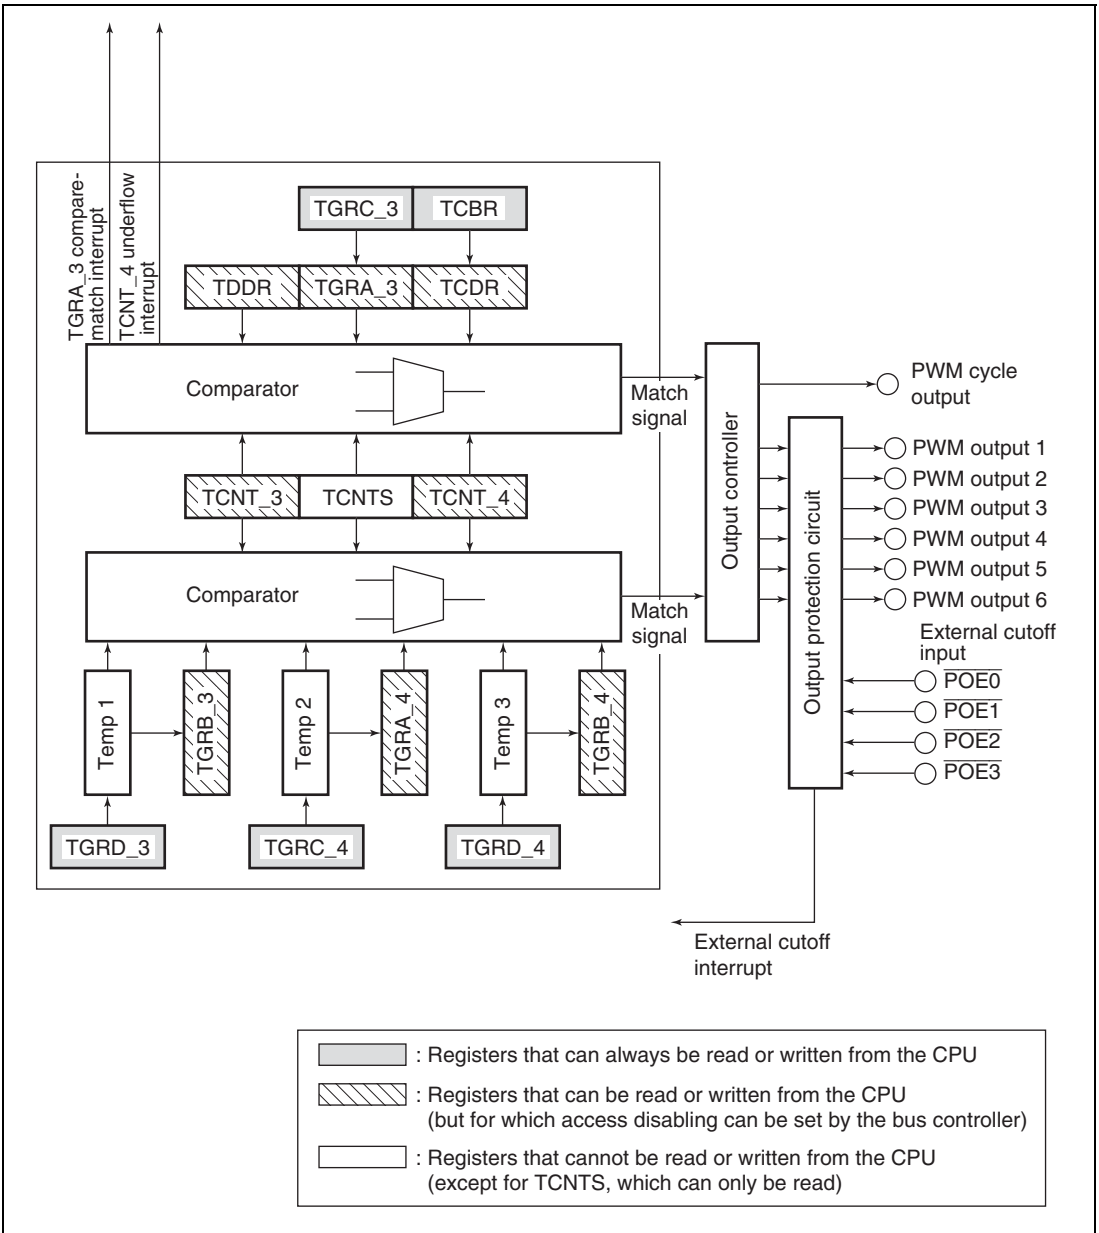 TGRA_3 compare-
match interrupt
TCNT_4 underflow
interrupt
TGRC_3
TCBR
TDDR
TGRA_3
TCDR
Comparator
Match
signal
TCNT_3
TCNTS
TCNT_4
Comparator
Match
signal
Temp 1
TGRB_3
Temp 2
TGRA_4
Temp 3
TGRB_4
TGRD_3
TGRC_4
TGRD_4
Output controller
Output protection circuit
PWM cycle
output
PWM output 1
PWM output 2
PWM output 3
PWM output 4
PWM output 5
PWM output 6
External cutoff
input
POE0
POE1
POE2
POE3
External cutoff
interrupt
: Registers that can always be read or written from the CPU
: Registers that can be read or written from the CPU
(but for which access disabling can be set by the bus controller)
: Registers that cannot be read or written from the CPU
(except for TCNTS, which can only be read)